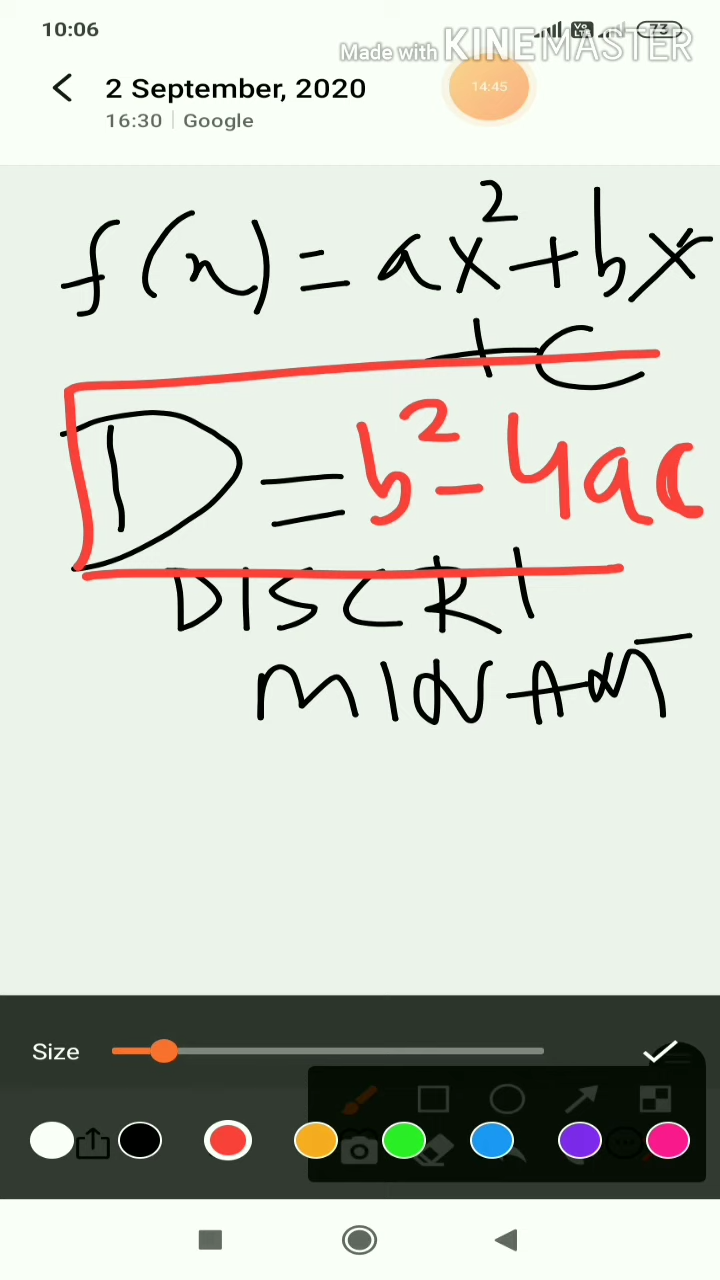 10:06
Made with KINEMASTER
73
2 September, 2020
14:45
16:30 | Google
f(x) = ax² + bx
+ C
D = b² - 4ac
DISCRI
MINANT
Size